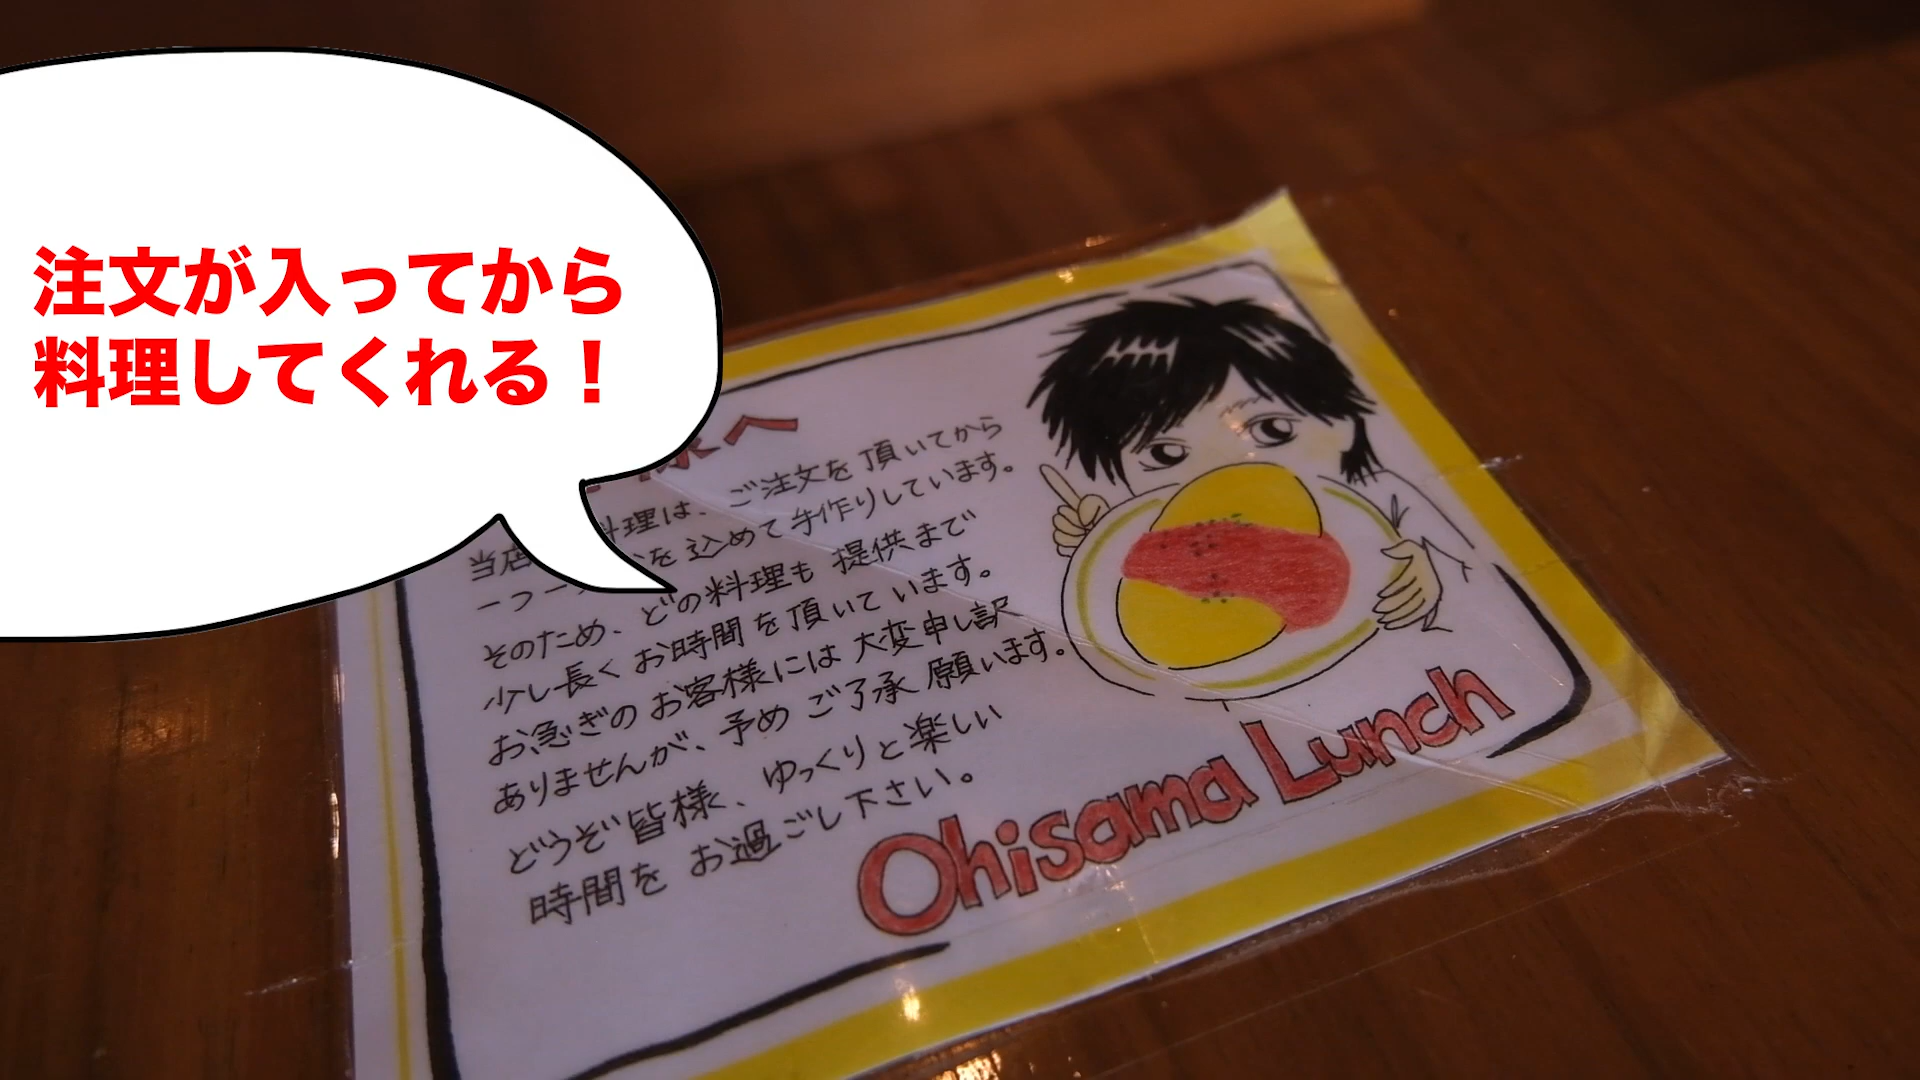 注文が入ってから
料理してくれる！
様へ
当店 料理は、ご注文を頂いてから
一つ一つ を込めて手作りしています。
そのため、どの料理も提供まで
少し長くお時間を頂いています。
お急ぎのお客様には大変申し訳
ありませんが、予めご了承願います。
どうぞ皆様、ゆっくりと楽しい
時間をお過ごし下さい。
Ohisama Lunch